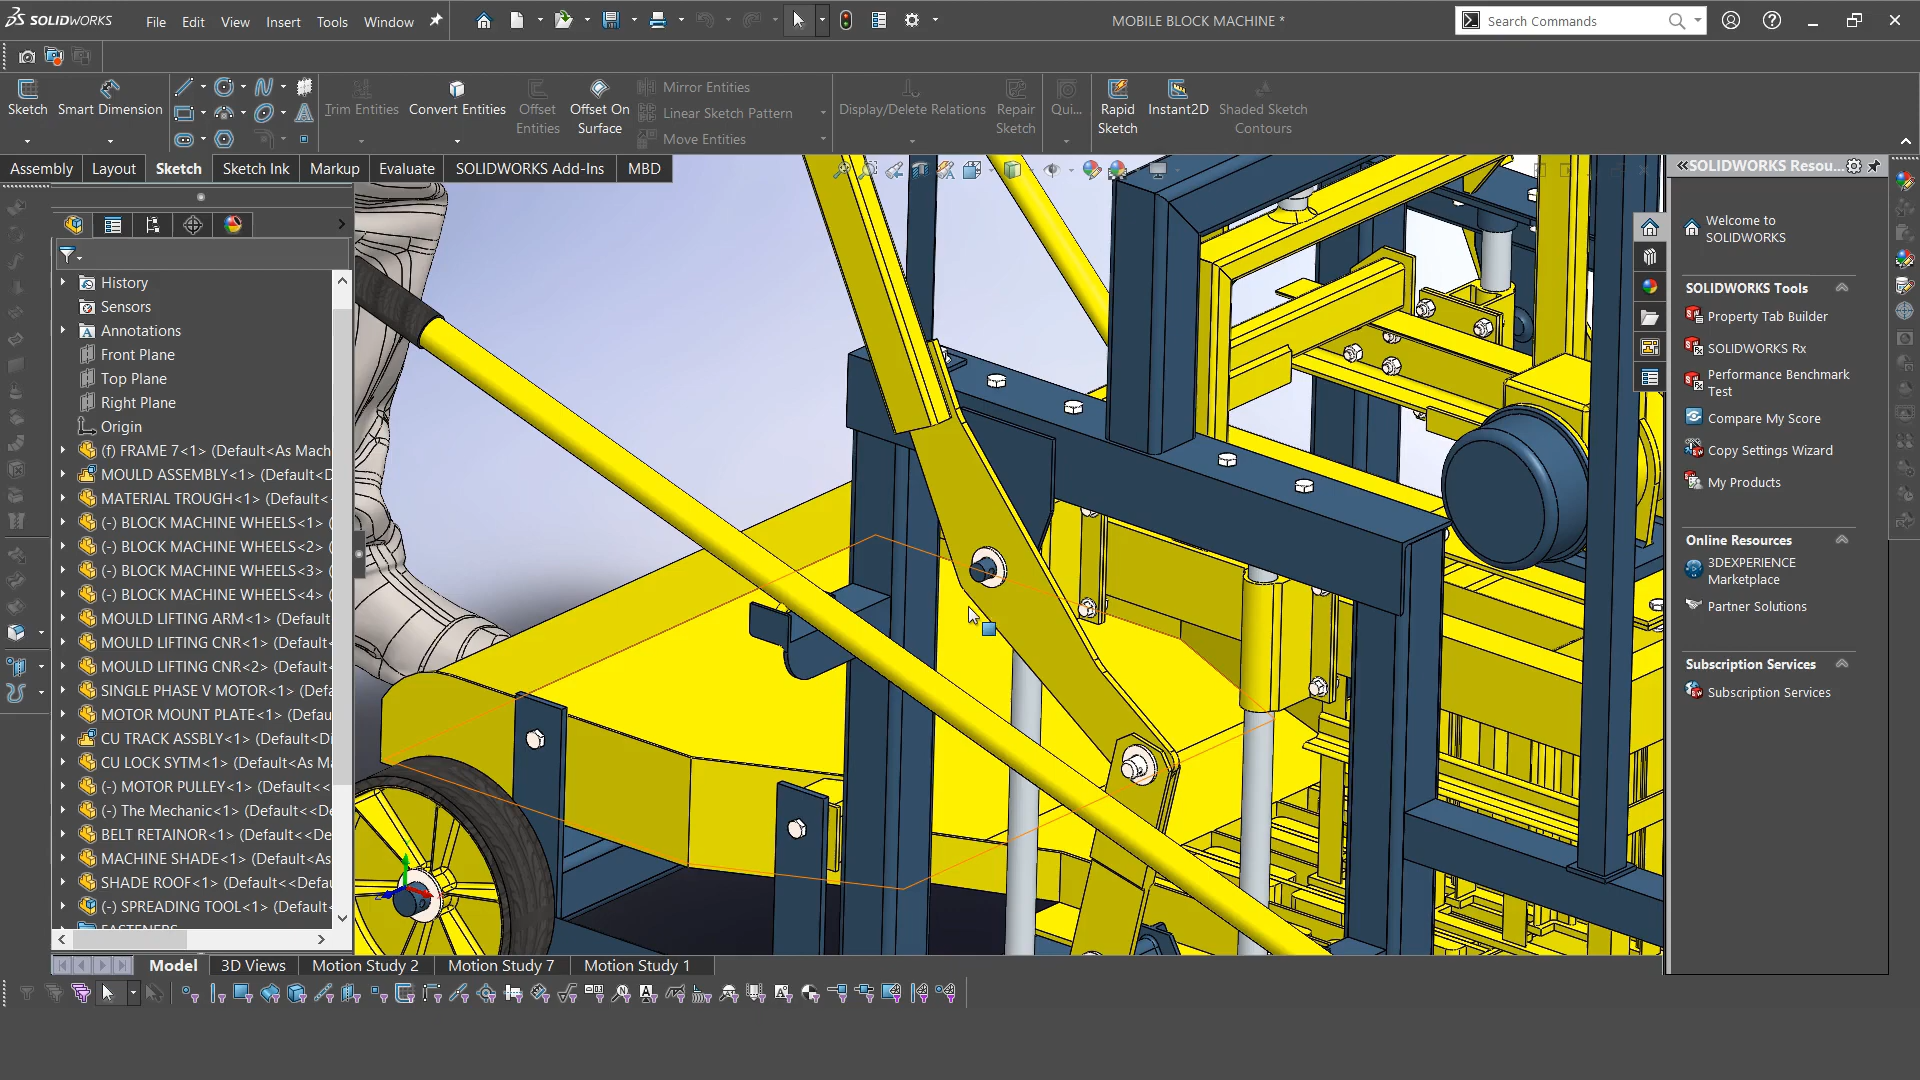 SOLIDWORKS File Edit View Insert Tools Window MOBILE BLOCK MACHINE * Search Commands
Sketch Smart Dimension Trim Entities Convert Entities Offset Entities Offset On Surface
Mirror Entities
Linear Sketch Pattern
Move Entities
Display/Delete Relations Repair Sketch Qui... Rapid Sketch Instant2D Shaded Sketch Contours
Assembly Layout Sketch Sketch Ink Markup Evaluate SOLIDWORKS Add-Ins MBD
History
Sensors
Annotations
Front Plane
Top Plane
Right Plane
Origin
(f) FRAME 7<1> (Default<As Mach
MOULD ASSEMBLY<1> (Default<D
MATERIAL TROUGH<1> (Default<
(-) BLOCK MACHINE WHEELS<1> (
(-) BLOCK MACHINE WHEELS<2> (
(-) BLOCK MACHINE WHEELS<3> (
(-) BLOCK MACHINE WHEELS<4> (
MOULD LIFTING ARM<1> (Default
MOULD LIFTING CNR<1> (Default<
MOULD LIFTING CNR<2> (Default<
SINGLE PHASE V MOTOR<1> (Defa
MOTOR MOUNT PLATE<1> (Defau
CU TRACK ASSBLY<1> (Default<Di
CU LOCK SYTM<1> (Default<As Ma
(-) MOTOR PULLEY<1> (Default<<
(-) The Mechanic<1> (Default<<De
BELT RETAINOR<1> (Default<<De
MACHINE SHADE<1> (Default<As
SHADE ROOF<1> (Default<<Defau
(-) SPREADING TOOL<1> (Default<
FASTENERS
SOLIDWORKS Resou...
Welcome to
SOLIDWORKS
SOLIDWORKS Tools
Property Tab Builder
SOLIDWORKS Rx
Performance Benchmark
Test
Compare My Score
Copy Settings Wizard
My Products
Online Resources
3DEXPERIENCE
Marketplace
Partner Solutions
Subscription Services
Subscription Services
Model 3D Views Motion Study 2 Motion Study 7 Motion Study 1